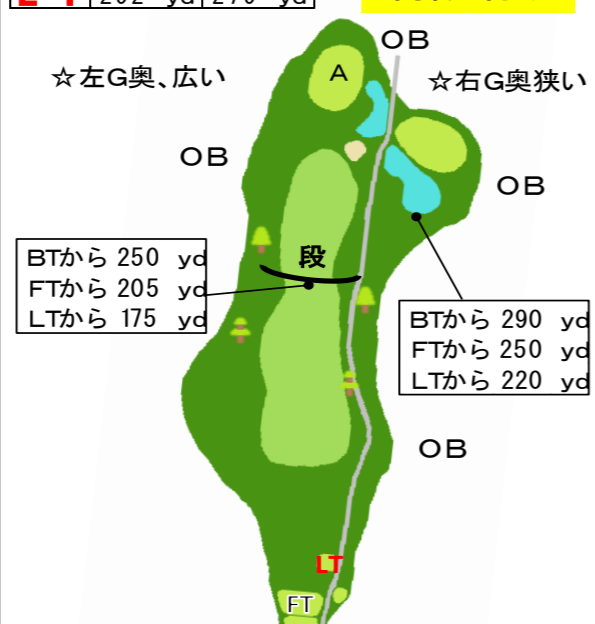 OB
☆左G奥、広い
A
☆右G奥狭い
OB
OB
段
BTから 250 yd
FTから 205 yd
LTから 175 yd
BTから 290 yd
FTから 250 yd
LTから 220 yd
OB
LT
FT